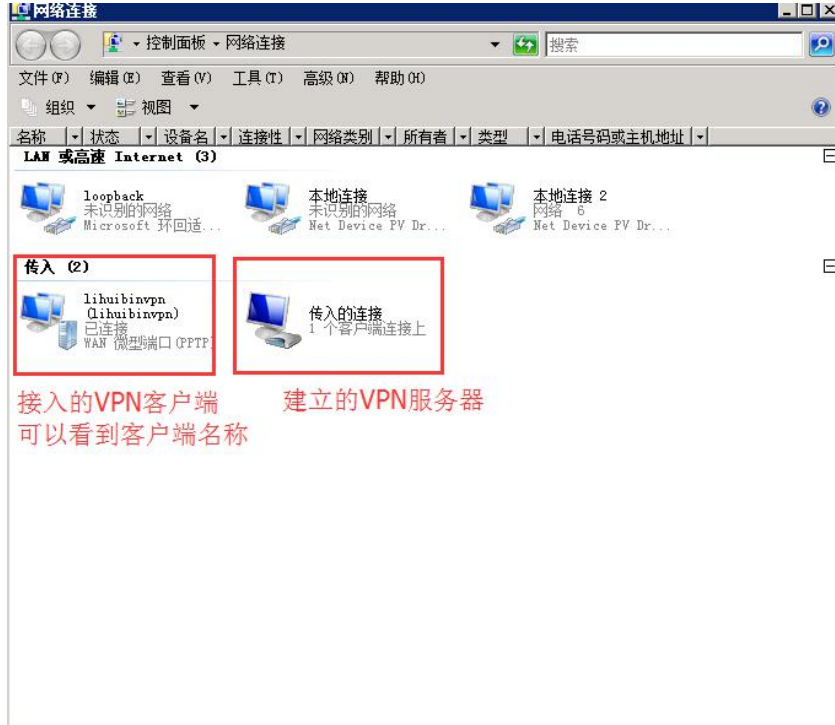 网络连接
控制面板 网络连接
搜索
文件(F) 编辑(E) 查看(V) 工具(T) 高级(N) 帮助(H)
组织 视图
名称 状态 设备名 连接性 网络类别 所有者 类型 电话号码或主机地址
LAN 或高速 Internet (3)
loopback
未识别的网络
Microsoft 环回适...
本地连接
未识别的网络
Net Device PV Dr...
本地连接 2
网络 6
Net Device PV Dr...
传入 (2)
lihuibinvpn
(lihuibinvpn)
已连接
WAN 微型端口(PPTP)
传入的连接
1 个客户端连接上
接入的VPN客户端
可以看到客户端名称
建立的VPN服务器